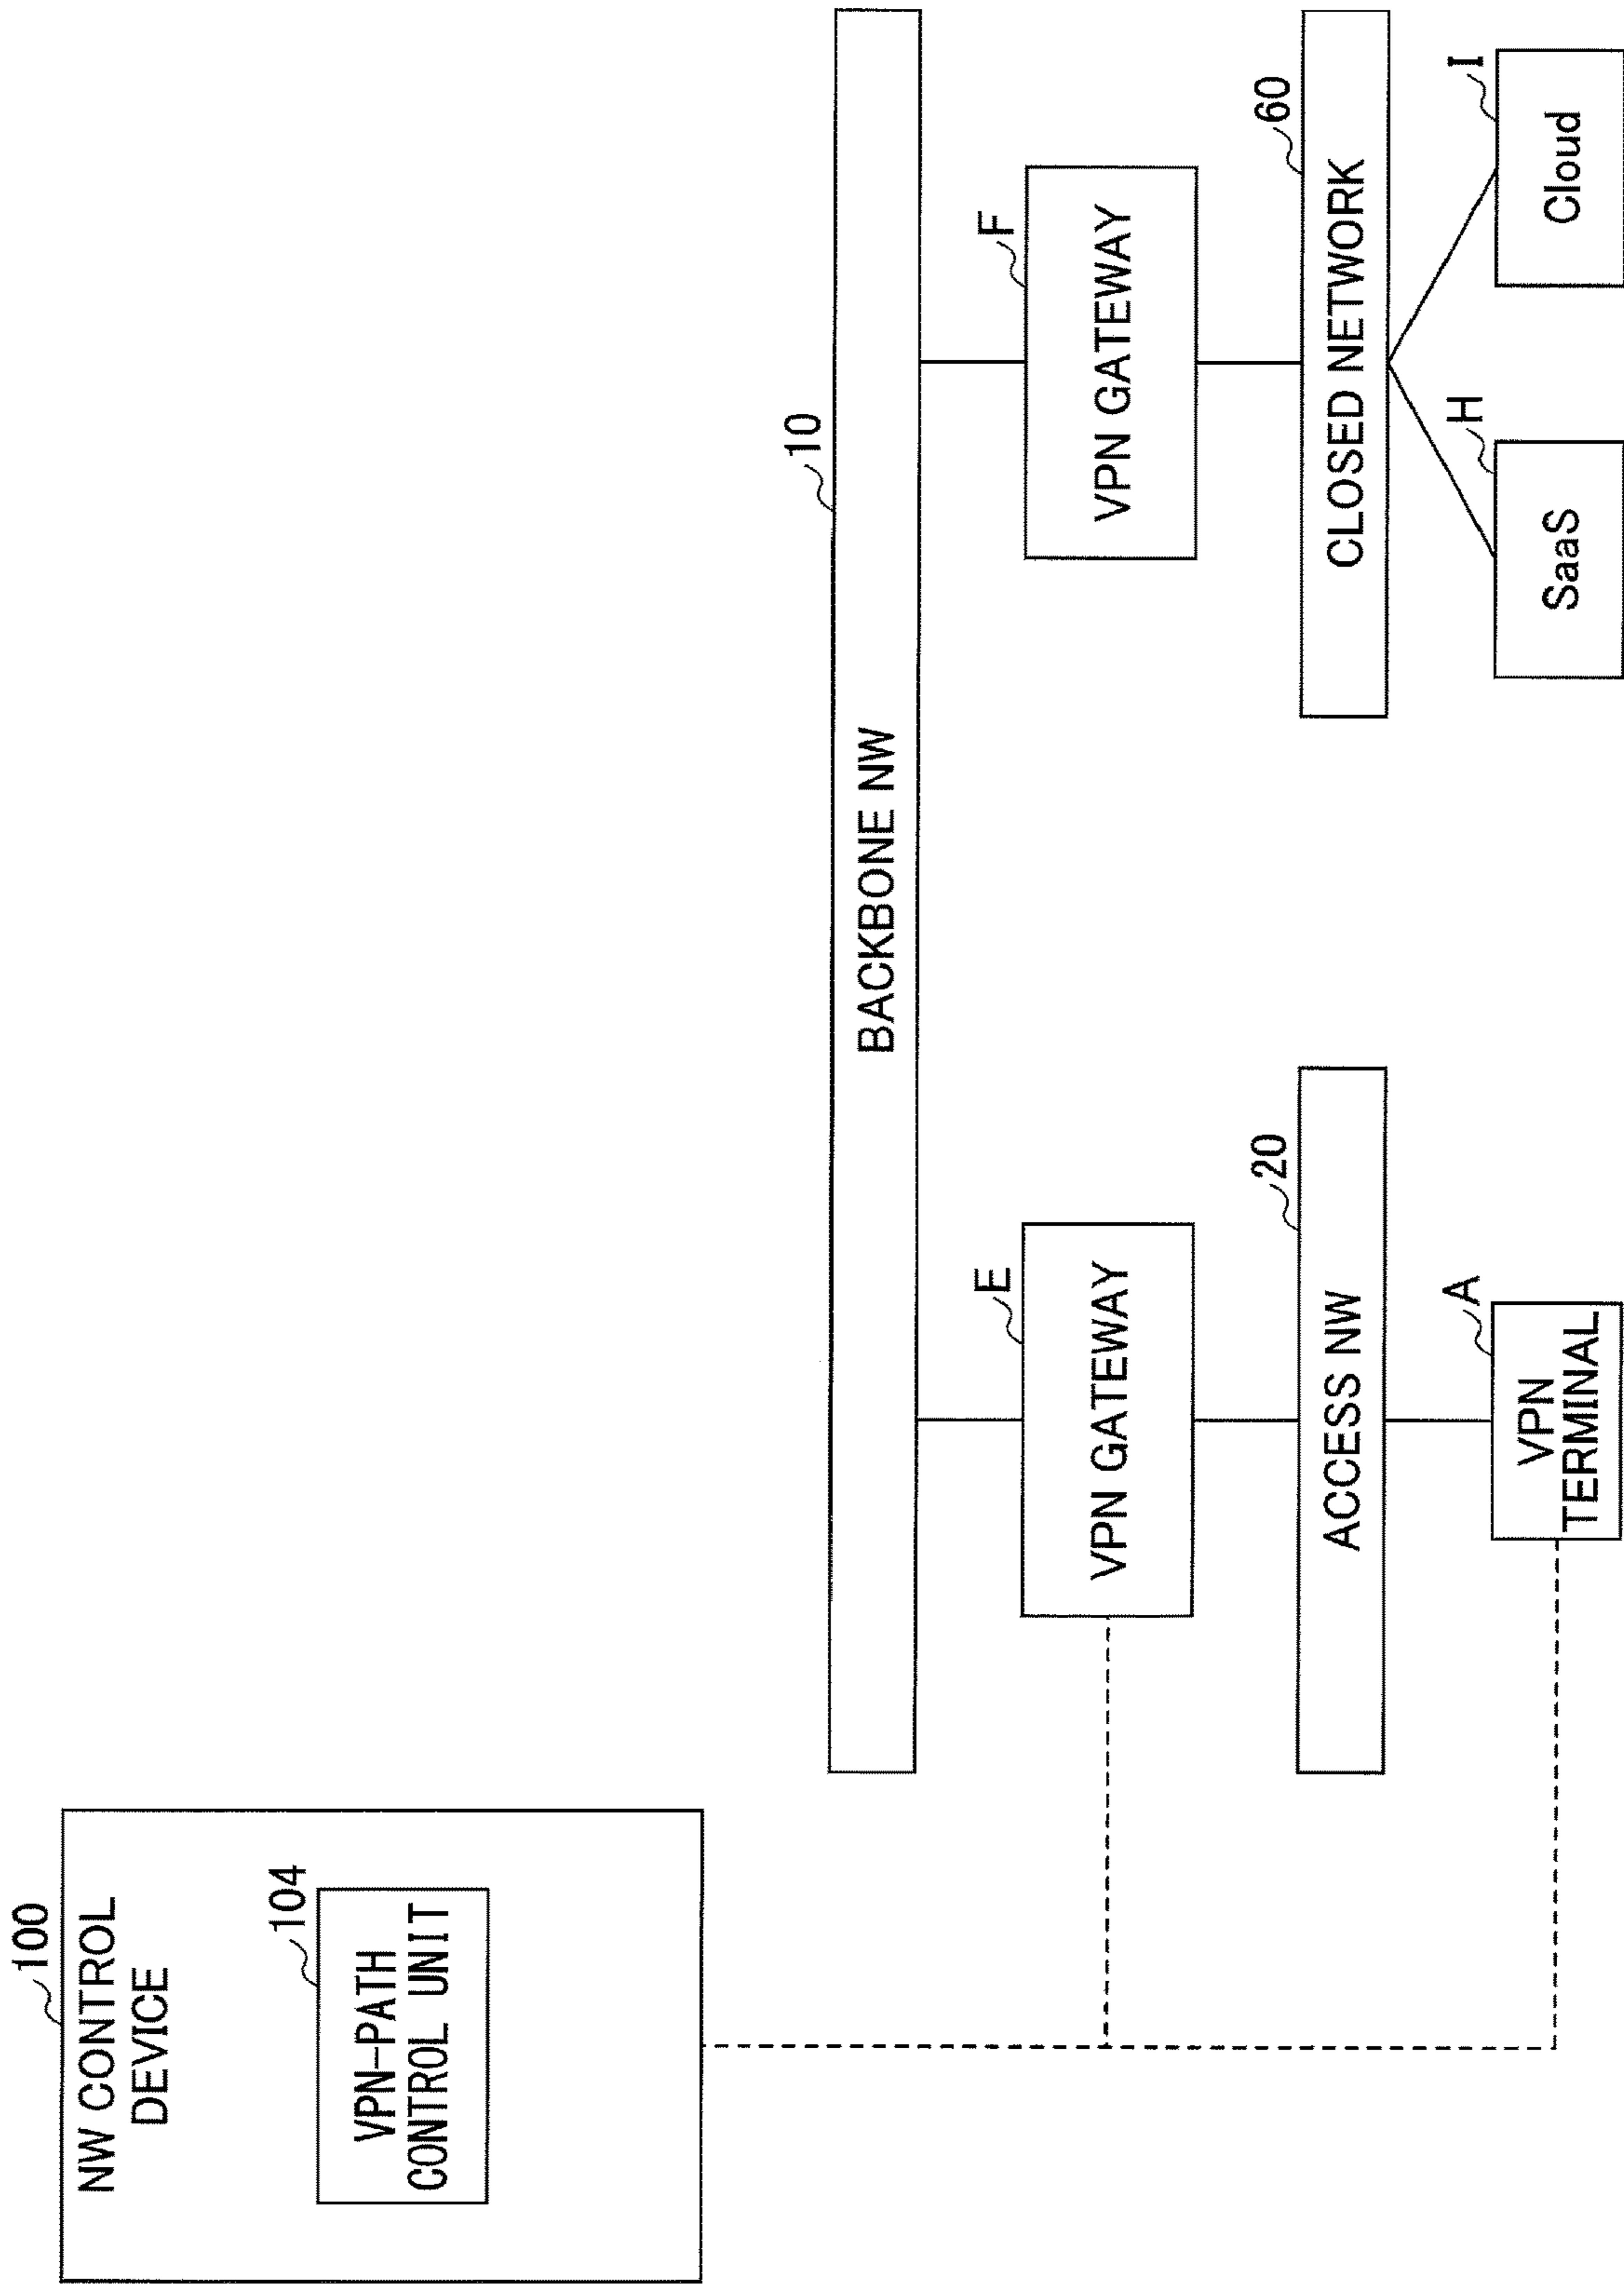 100
NW CONTROL
DEVICE
104
VPN-PATH
CONTROL UNIT
10
BACKBONE NW
E
VPN GATEWAY
F
VPN GATEWAY
20
ACCESS NW
60
CLOSED NETWORK
A
VPN
TERMINAL
H
SaaS
I
Cloud